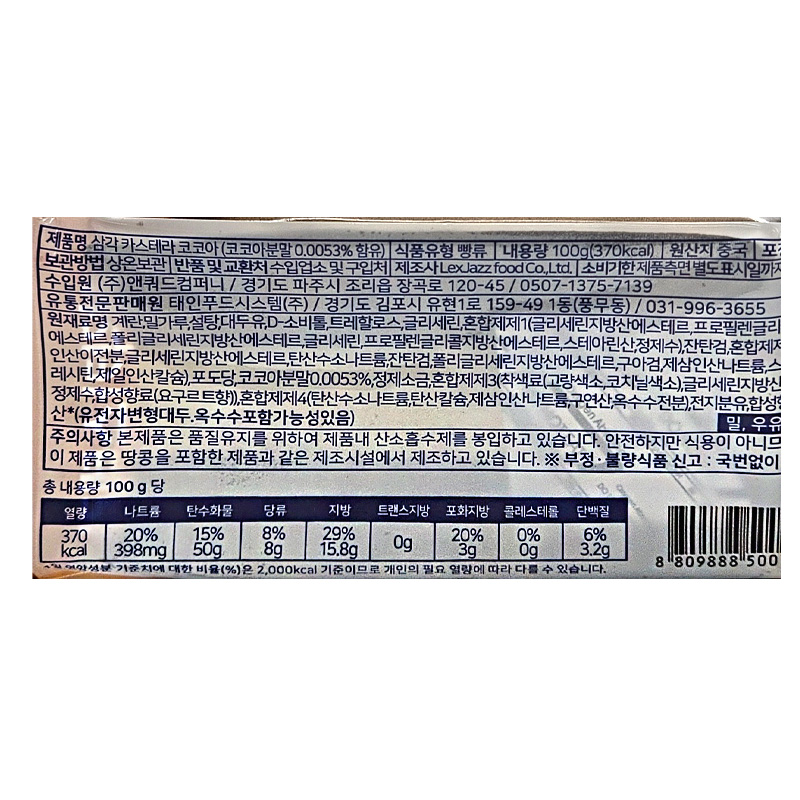 제품명 삼각 카스테라 코코아 (코코아분말 0.0053% 함유) 식품유형 빵류 내용량 100g(370kcal) 원산지 중국
보관방법 상온보관 반품 및 교환처 수입업소 및 구입처 제조사 LexJazz food Co.,Ltd. 소비기한 제품측면 별도표시일까지
수입원 (주)앤쿼드컴퍼니 / 경기도 파주시 조리읍 장곡로 120-45 / 0507-1375-7139
유통전문판매원 태인푸드시스템(주) / 경기도 김포시 유현1로 159-49 1동(풍무동) / 031-996-3655
원재료명 계란,밀가루,설탕,대두유,D-소비톨,트레할로스,글리세린,혼합제제1(글리세린지방산에스테르,프로필렌글리
에스테르,폴리글리세린지방산에스테르,글리세린,프로필렌글리콜지방산에스테르,스테아린산,정제수),잔탄검,혼합제제
인산이전분,글리세린지방산에스테르,탄산수소나트륨,잔탄검,폴리글리세린지방산에스테르,구아검,제삼인산나트륨,스
레시틴,제일인산칼슘),포도당,코코아분말0.0053%,정제소금,혼합제제3(착색료(고량색소,코치닐색소),글리세린지방산
정제수,합성향료(요구르트향)),혼합제제4(탄산수소나트륨,탄산칼슘,제삼인산나트륨,구연산,옥수수전분),전지분유,합성향
산*(유전자변형대두.옥수수포함가능성있음)
밀, 우유
주의사항 본제품은 품질유지를 위하여 제품내 산소흡수제를 봉입하고 있습니다. 안전하지만 식용이 아니므
이 제품은 땅콩을 포함한 제품과 같은 제조시설에서 제조하고 있습니다. ※ 부정·불량식품 신고 : 국번없이
총 내용량 100 g 당
열량 나트륨 탄수화물 당류 지방 트랜스지방 포화지방 콜레스테롤 단백질
370 20% 15% 8% 29% 0g 20% 0% 6%
kcal 398mg 50g 8g 15.8g 3g 0g 3.2g
영양성분 기준치에 대한 비율(%)은 2,000kcal 기준이므로 개인의 필요 열량에 따라 다를 수 있습니다.
8 809888 500